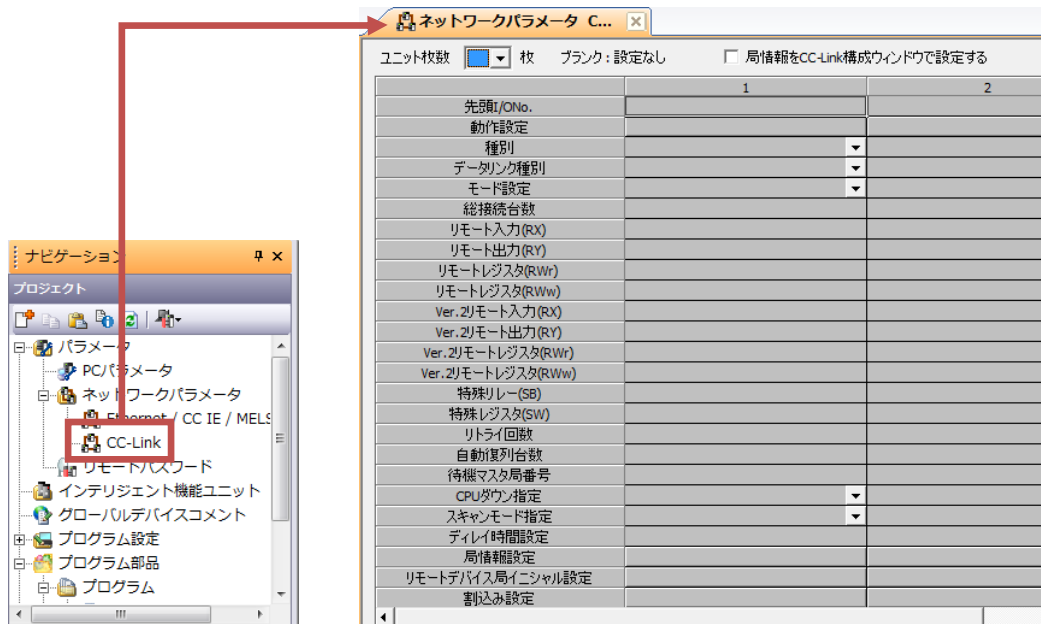 ネットワークパラメータ C...
ユニット枚数 枚 ブランク:設定なし 局情報をCC-Link構成ウィンドウで設定する
1 2
先頭I/ONo.
動作設定
種別
データリンク種別
モード設定
総接続台数
リモート入力(RX)
リモート出力(RY)
リモートレジスタ(RWr)
リモートレジスタ(RWw)
Ver.2リモート入力(RX)
Ver.2リモート出力(RY)
Ver.2リモートレジスタ(RWr)
Ver.2リモートレジスタ(RWw)
特殊リレー(SB)
特殊レジスタ(SW)
リトライ回数
自動復列台数
待機マスタ局番号
CPUダウン指定
スキャンモード指定
ディレイ時間設定
局情報設定
リモートデバイス局イニシャル設定
割込み設定
ナビゲーション
プロジェクト
パラメータ
PCパラメータ
ネットワークパラメータ
Ethernet / CC IE / MELS
CC-Link
リモートパスワード
インテリジェント機能ユニット
グローバルデバイスコメント
プログラム設定
プログラム部品
プログラム